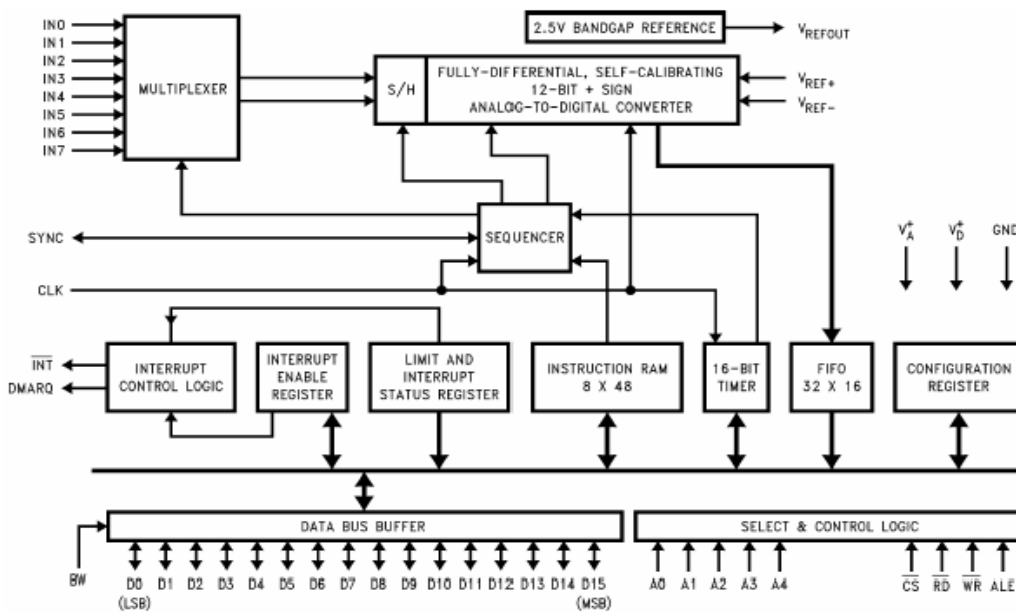 IN0
IN1
IN2
IN3
IN4
IN5
IN6
IN7
MULTIPLEXER
2.5V BANDGAP REFERENCE
VREFOUT
S/H
FULLY-DIFFERENTIAL, SELF-CALIBRATING
12-BIT + SIGN
ANALOG-TO-DIGITAL CONVERTER
VREF+
VREF-
SYNC
SEQUENCER
CLK
VA+
VD+
GND
INT
DMARQ
INTERRUPT
CONTROL LOGIC
INTERRUPT
ENABLE
REGISTER
LIMIT AND
INTERRUPT
STATUS REGISTER
INSTRUCTION RAM
8 X 48
16-BIT
TIMER
FIFO
32 X 16
CONFIGURATION
REGISTER
DATA BUS BUFFER
SELECT & CONTROL LOGIC
BW
D0 D1 D2 D3 D4 D5 D6 D7 D8 D9 D10 D11 D12 D13 D14 D15
(LSB) (MSB)
A0 A1 A2 A3 A4
CS RD WR ALE